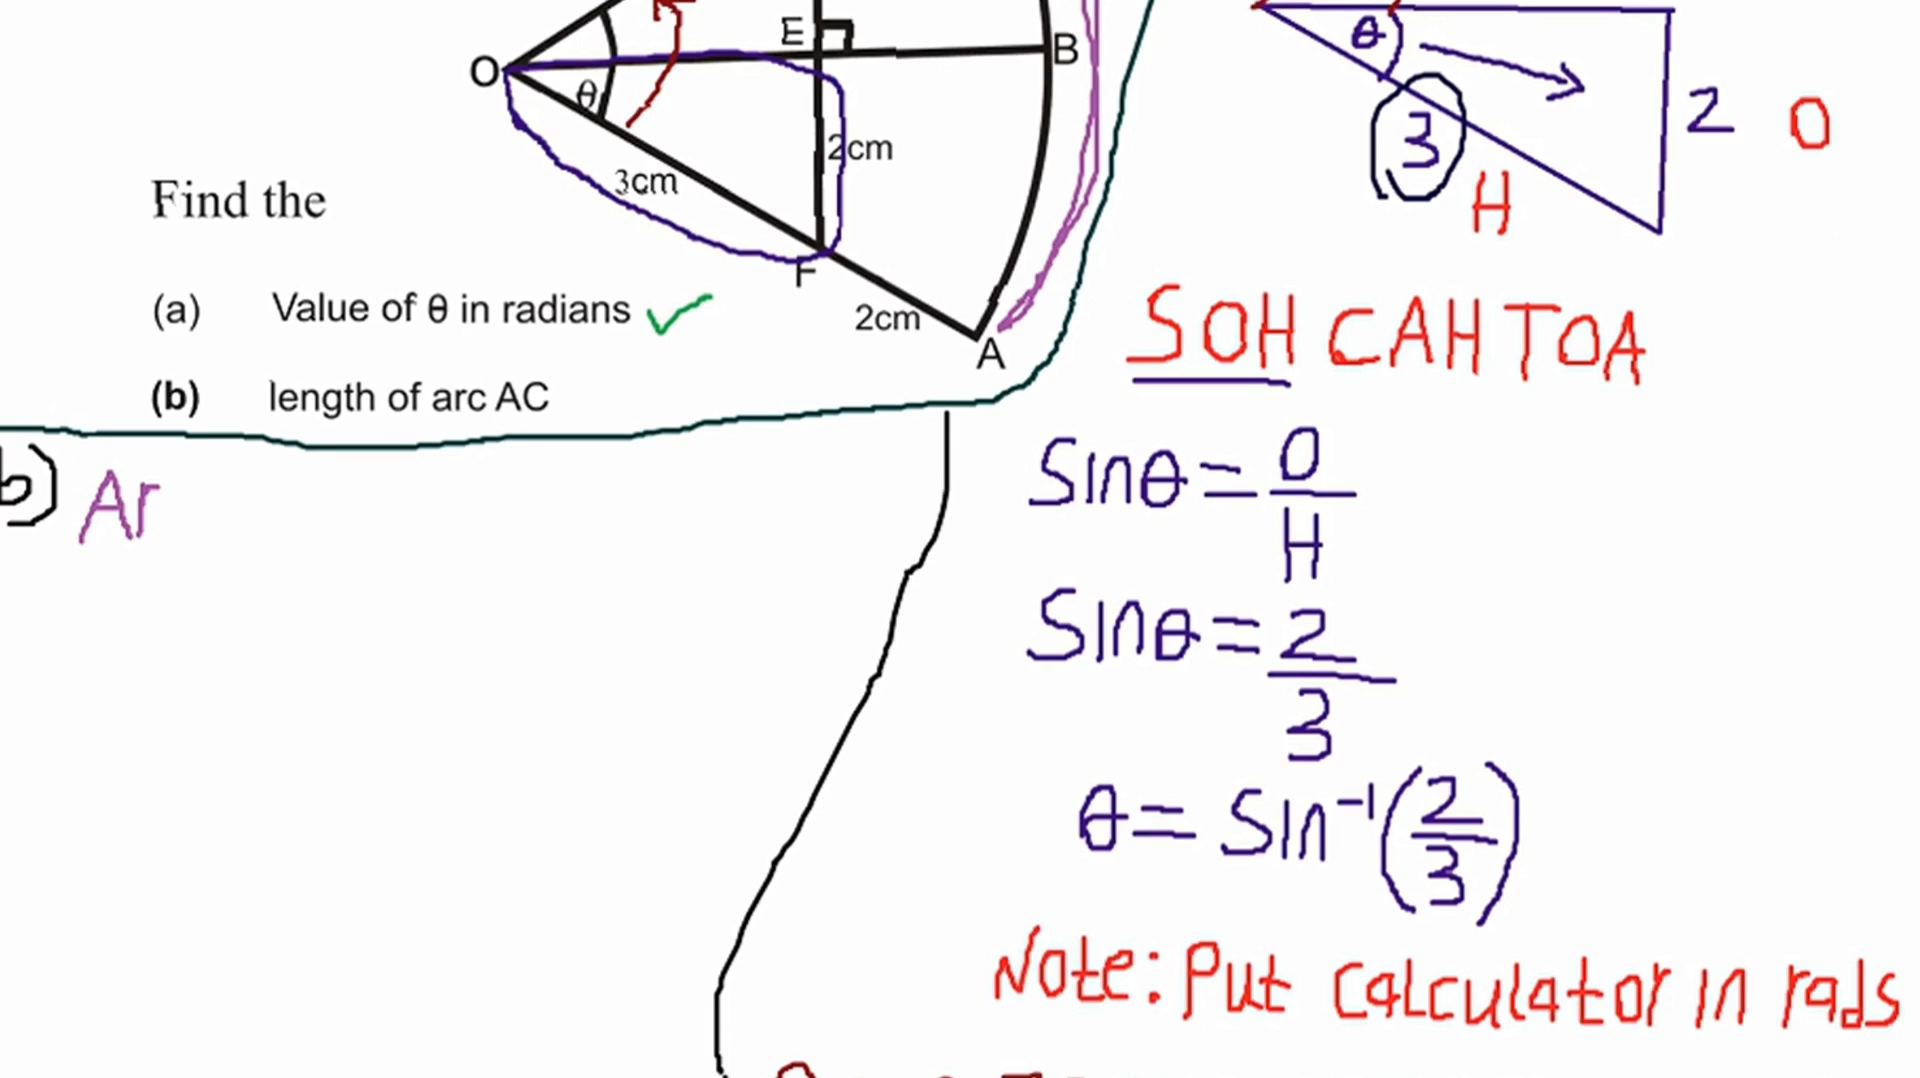 E
B
O
θ
θ
2cm
2
O
3cm
3
H
Find the
F
(a) Value of θ in radians
2cm
A
SOH CAH TOA
(b) length of arc AC
b) Ar
Sinθ = O/H
Sinθ = 2/3
θ = Sin⁻¹(2/3)
Note: Put calculator in rads